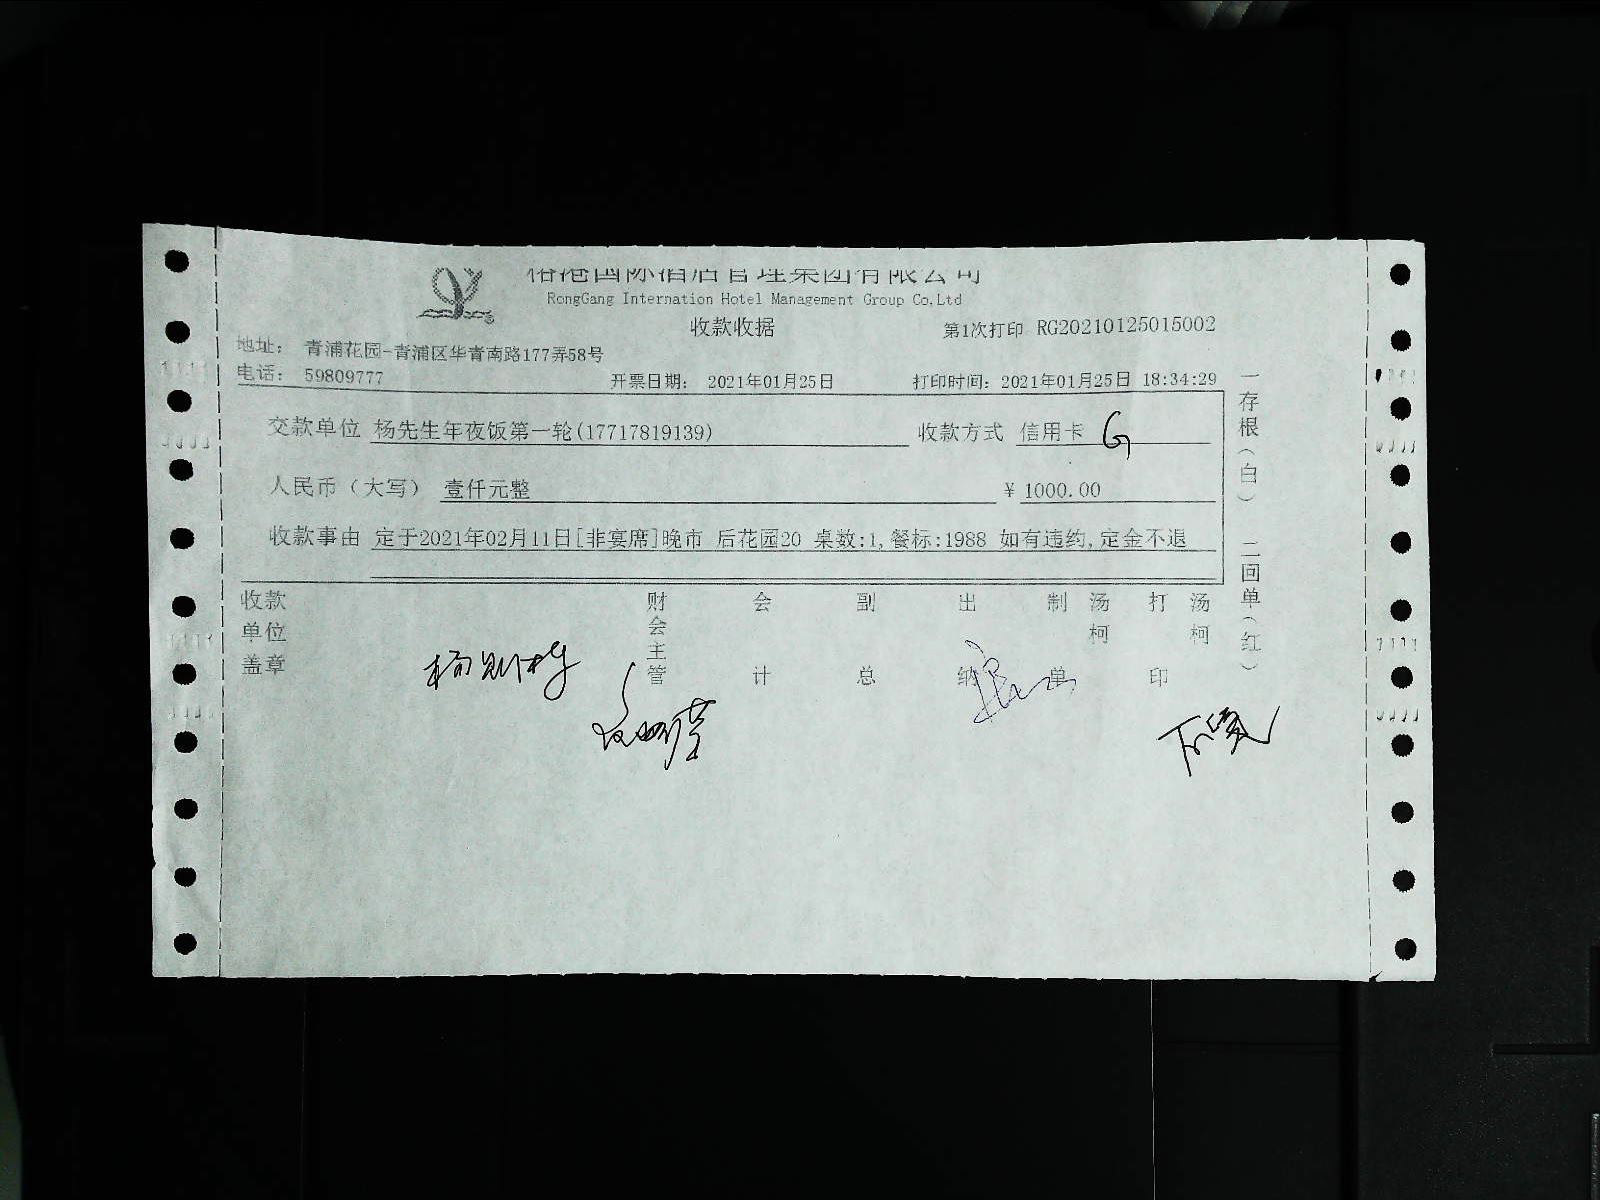 榕港国际酒店管理集团有限公司
RongGang Internation Hotel Management Group Co,Ltd
收款收据
第1次打印 RG20210125015002
地址： 青浦花园-青浦区华青南路177弄58号
电话： 59809777
开票日期： 2021年01月25日
打印时间：2021年01月25日 18:34:29
交款单位 杨先生年夜饭第一轮(17717819139)
收款方式 信用卡 G
人民币（大写） 壹仟元整
¥ 1000.00
收款事由 定于2021年02月11日[非宴席]晚市 后花园20 桌数:1,餐标:1988 如有违约,定金不退
一存根（白） 二回单（红）
收款单位盖章
财会主管
会计
副总
出纳
制单 汤柯
打印 汤柯